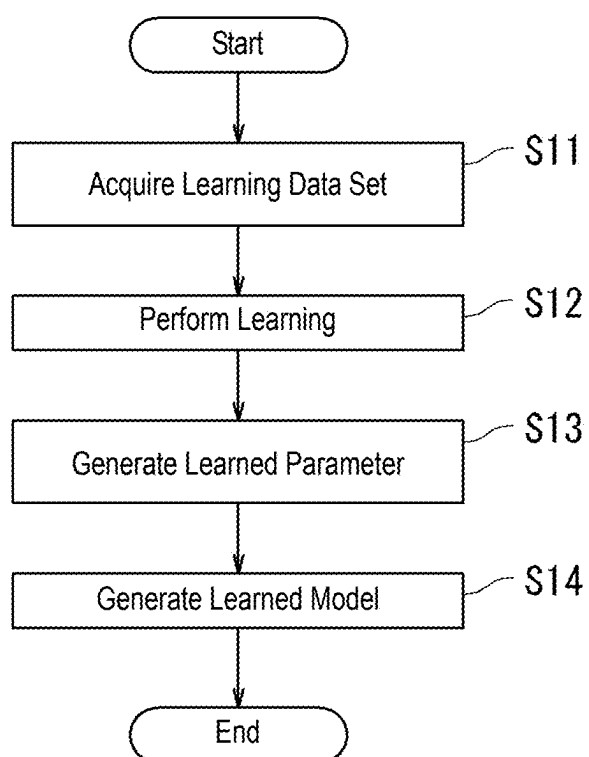 Start
Acquire Learning Data Set
S11
Perform Learning
S12
Generate Learned Parameter
S13
Generate Learned Model
S14
End